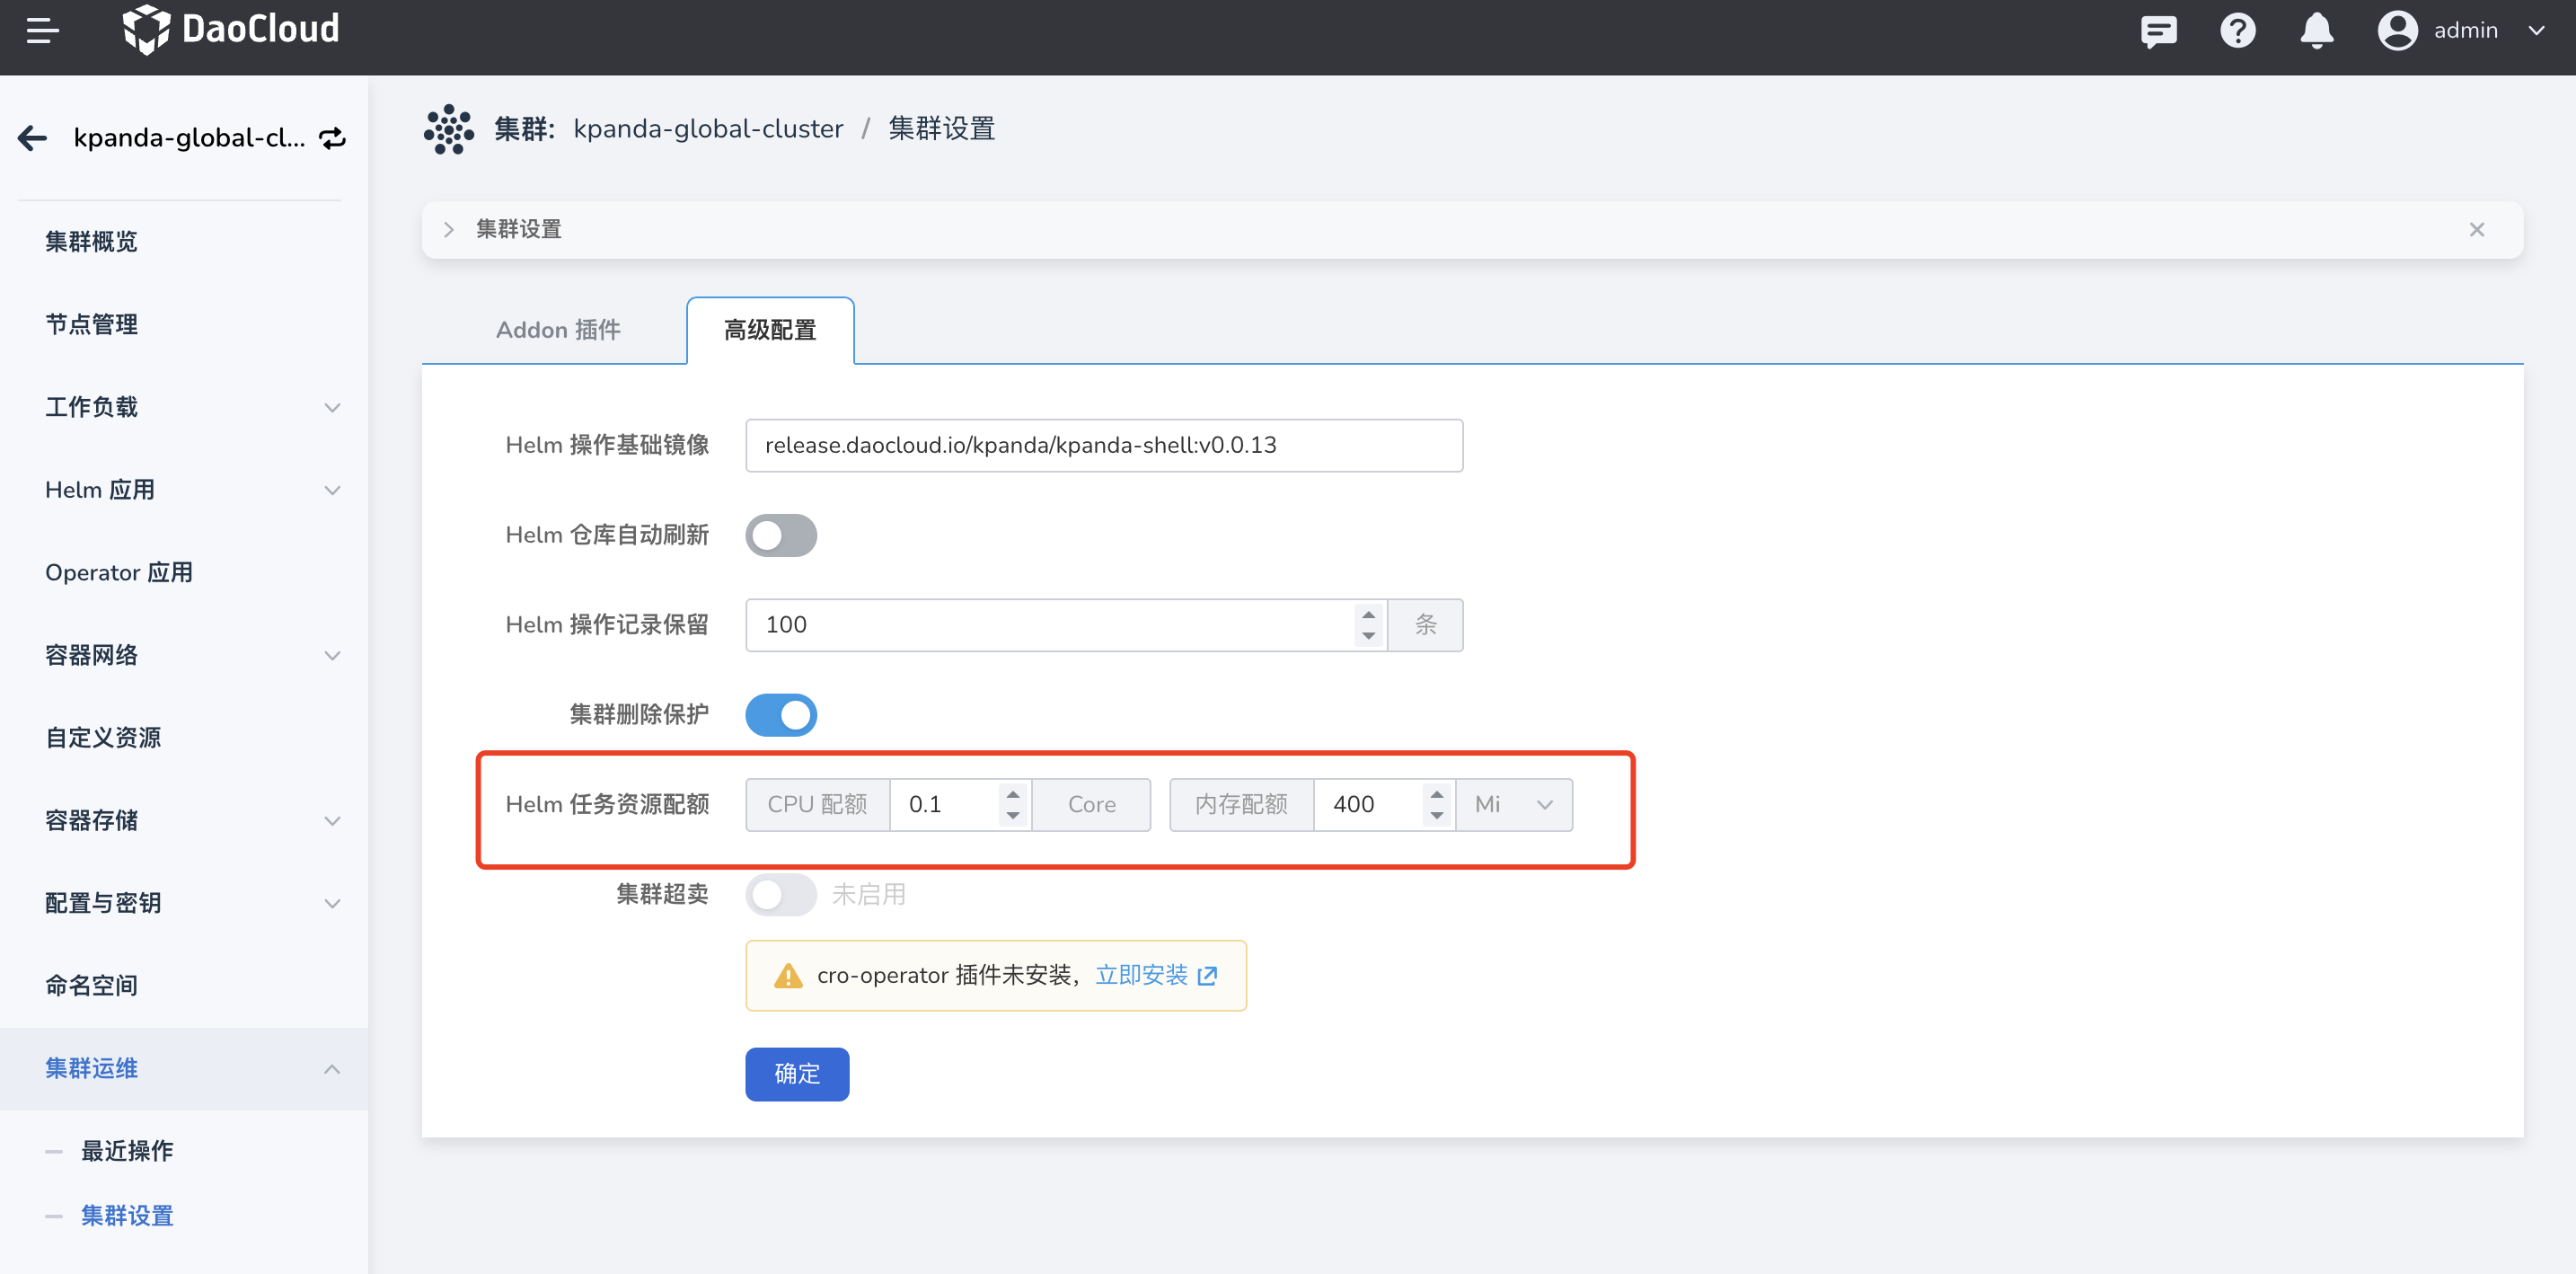 DaoCloud
admin
kpanda-global-cl...
集群概览
节点管理
工作负载
Helm 应用
Operator 应用
容器网络
自定义资源
容器存储
配置与密钥
命名空间
集群运维
最近操作
集群设置
集群: kpanda-global-cluster / 集群设置
集群设置
Addon 插件 高级配置
Helm 操作基础镜像 release.daocloud.io/kpanda/kpanda-shell:v0.0.13
Helm 仓库自动刷新
Helm 操作记录保留 100 条
集群删除保护
Helm 任务资源配额 CPU 配额 0.1 Core 内存配额 400 Mi
集群超卖 未启用
cro-operator 插件未安装，立即安装
确定